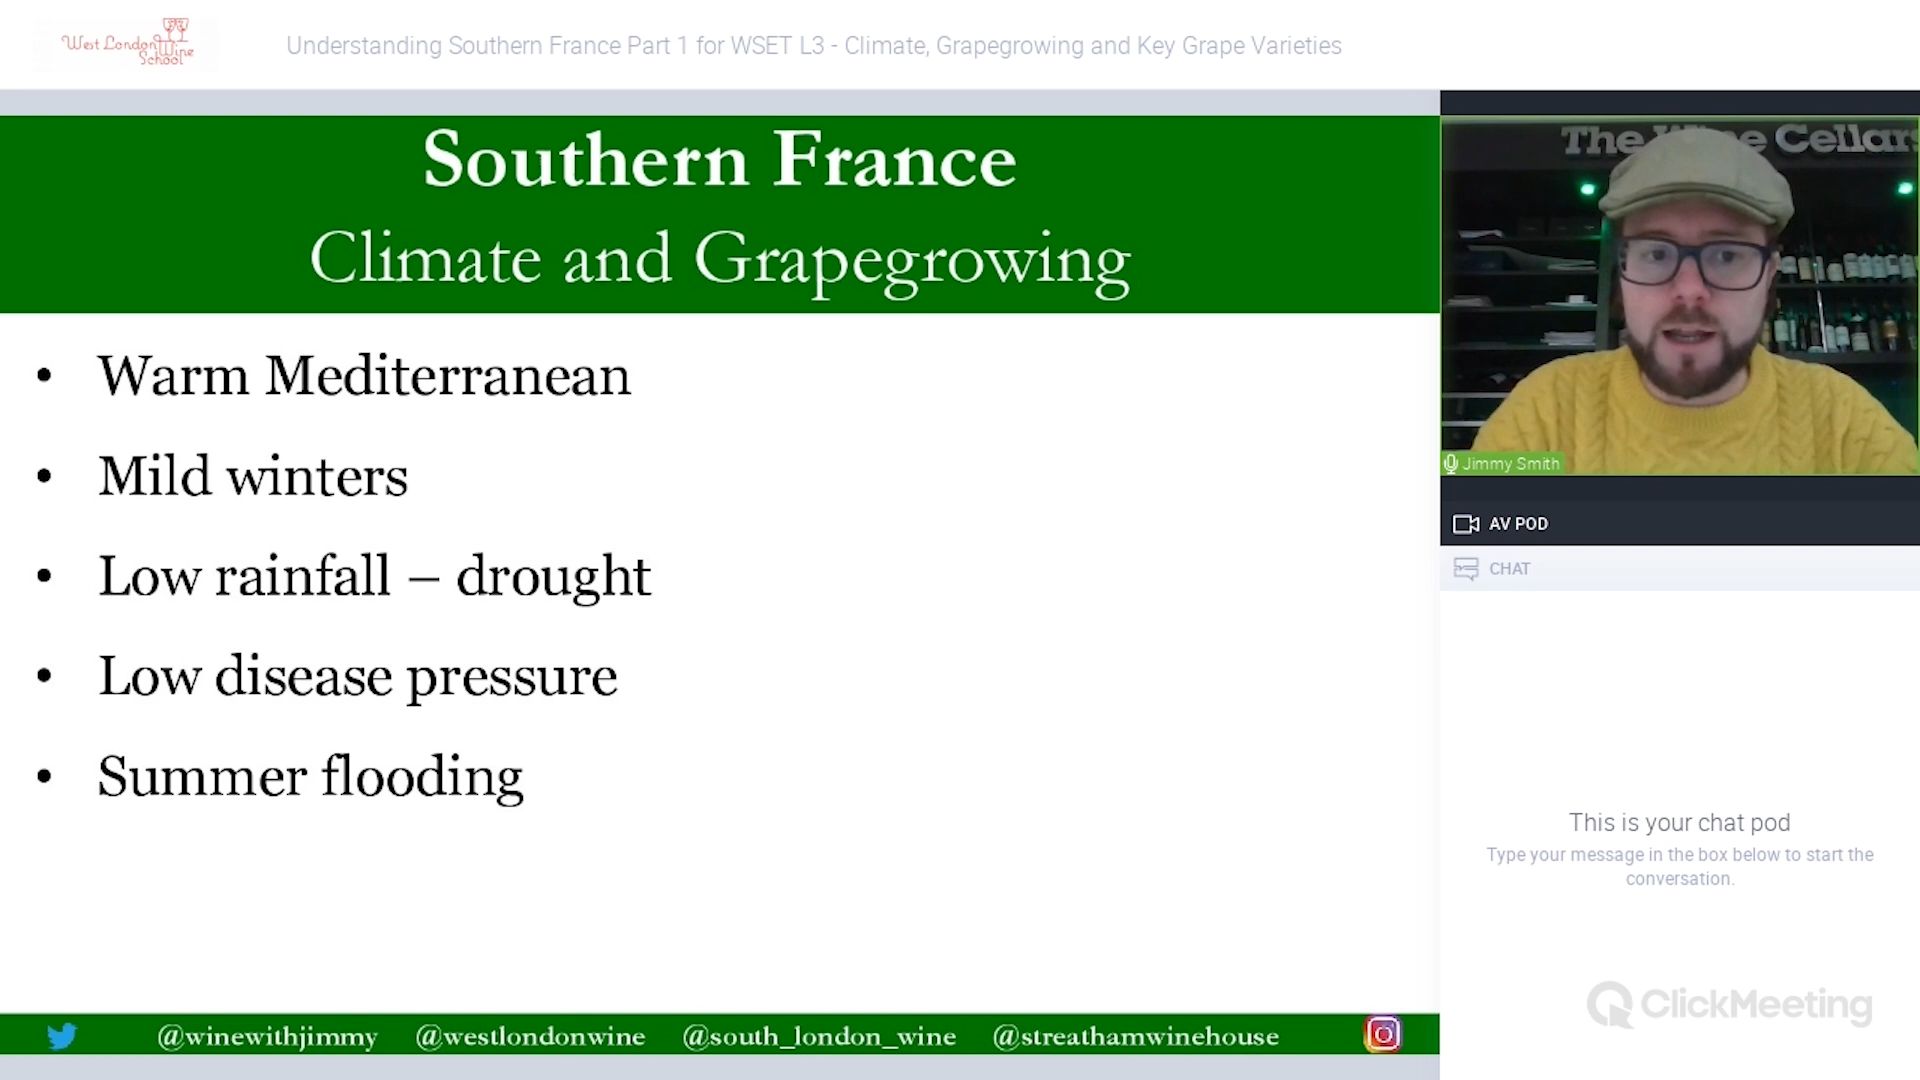 West London Wine
School
Understanding Southern France Part 1 for WSET L3 - Climate, Grapegrowing and Key Grape Varieties
Southern France
Climate and Grapegrowing
• Warm Mediterranean
• Mild winters
• Low rainfall – drought
• Low disease pressure
• Summer flooding
@winewithjimmy @westlondonwine @south_london_wine @streathamwinehouse
The Cellars
Jimmy Smith
AV POD
CHAT
This is your chat pod
Type your message in the box below to start the
conversation.
ClickMeeting